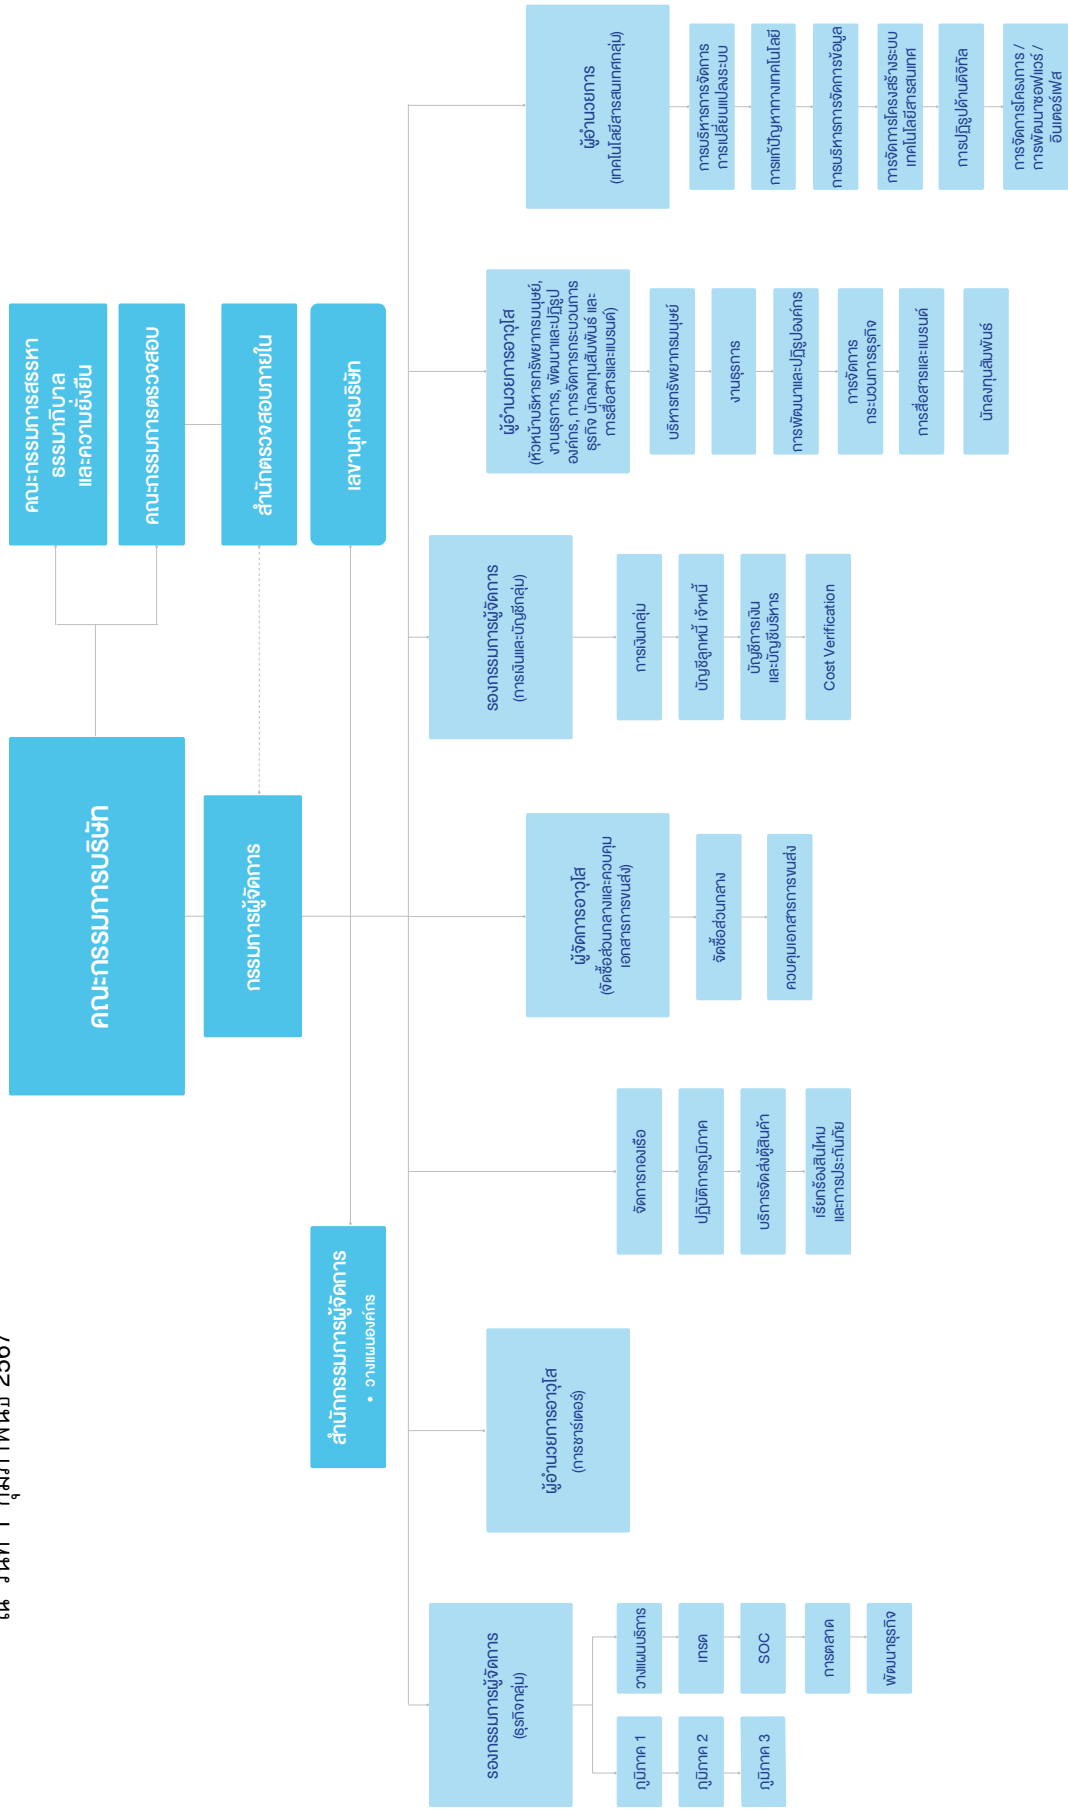 ณ วันที่ 1 กุมภาพันธ์ 2567
คณะกรรมการบริษัท
คณะกรรมการสรรหา
ธรรมาภิบาล
และความยั่งยืน
คณะกรรมการตรวจสอบ
กรรมการผู้จัดการ
สำนักตรวจสอบภายใน
สำนักกรรมการผู้จัดการ
• วางแผนองค์กร
เลขานุการบริษัท
รองกรรมการผู้จัดการ
(ธุรกิจกลุ่ม)
ภูมิภาค 1
ภูมิภาค 2
ภูมิภาค 3
วางแผนบริการ
เทรด
SOC
การตลาด
พัฒนาธุรกิจ
ผู้อำนวยการอาวุโส
(การชาร์เตอร์)
จัดการกองเรือ
ปฏิบัติการภูมิภาค
บริการจัดส่งตู้สินค้า
เรียกร้องสินไหม
และการประกันภัย
ผู้จัดการอาวุโส
(จัดซื้อส่วนกลางและควบคุม
เอกสารการขนส่ง)
จัดซื้อส่วนกลาง
ควบคุมเอกสารการขนส่ง
รองกรรมการผู้จัดการ
(การเงินและบัญชีกลุ่ม)
การเงินกลุ่ม
บัญชีลูกหนี้ เจ้าหนี้
บัญชีการเงิน
และบัญชีบริหาร
Cost Verification
ผู้อำนวยการอาวุโส
(หัวหน้าบริหารทรัพยากรมนุษย์,
งานธุรการ, พัฒนาและปฏิรูป
องค์กร, การจัดการกระบวนการ
ธุรกิจ นักลงทุนสัมพันธ์ และ
การสื่อสารและแบรนด์)
บริหารทรัพยากรมนุษย์
งานธุรการ
การพัฒนาและปฏิรูปองค์กร
การจัดการ
กระบวนการธุรกิจ
การสื่อสารและแบรนด์
นักลงทุนสัมพันธ์
ผู้อำนวยการ
(เทคโนโลยีสารสนเทศกลุ่ม)
การบริหารการจัดการ
การเปลี่ยนแปลงระบบ
การแก้ปัญหาทางเทคโนโลยี
การบริหารการจัดการข้อมูล
การจัดการโครงสร้างระบบ
เทคโนโลยีสารสนเทศ
การปฏิรูปด้านดิจิทัล
การจัดการโครงการ /
การพัฒนาซอฟแวร์ /
อินเตอร์เฟส